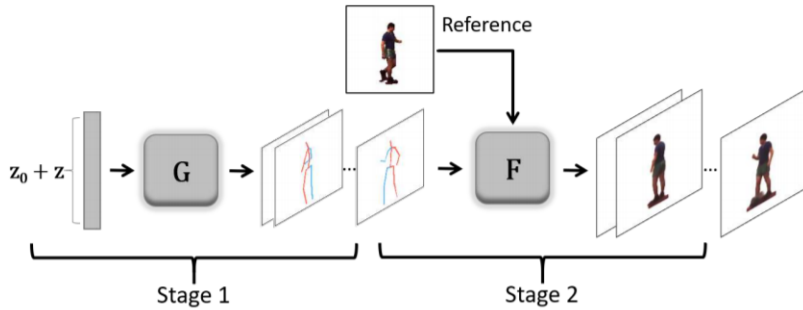 Reference
z₀ + z
G
...
F
...
Stage 1
Stage 2